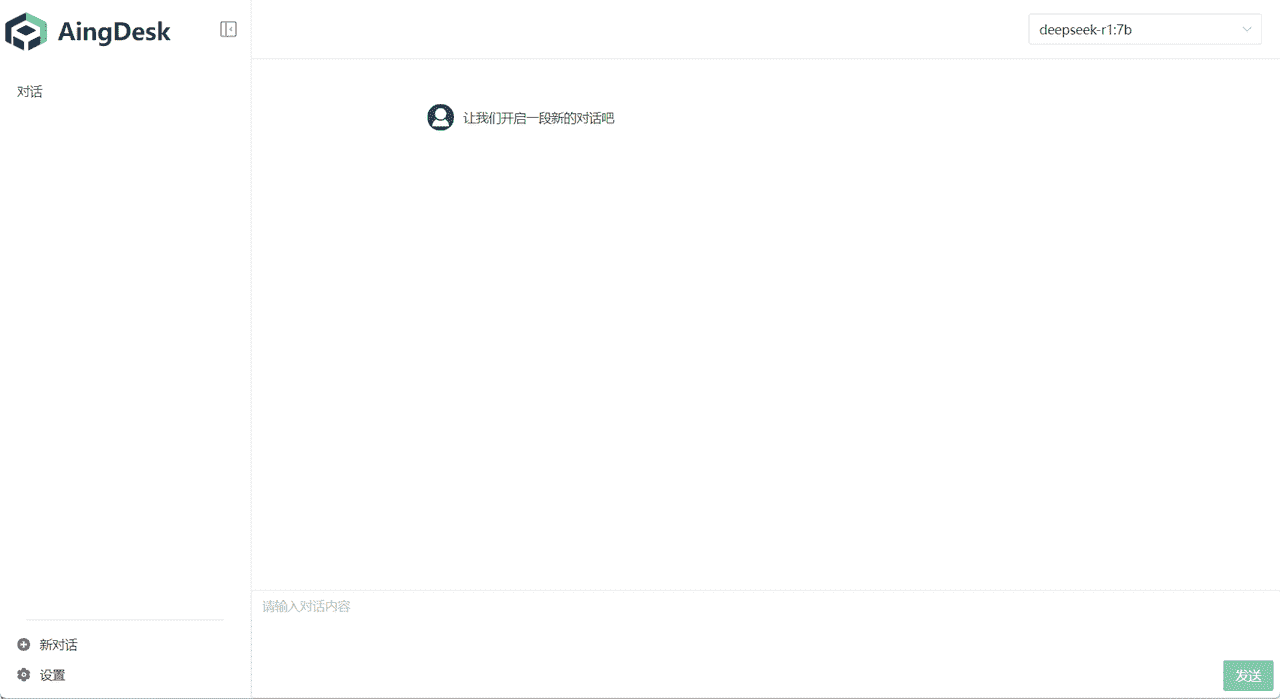 AingDesk
deepseek-r1:7b
对话
让我们开启一段新的对话吧
请输入对话内容
新对话
设置
发送